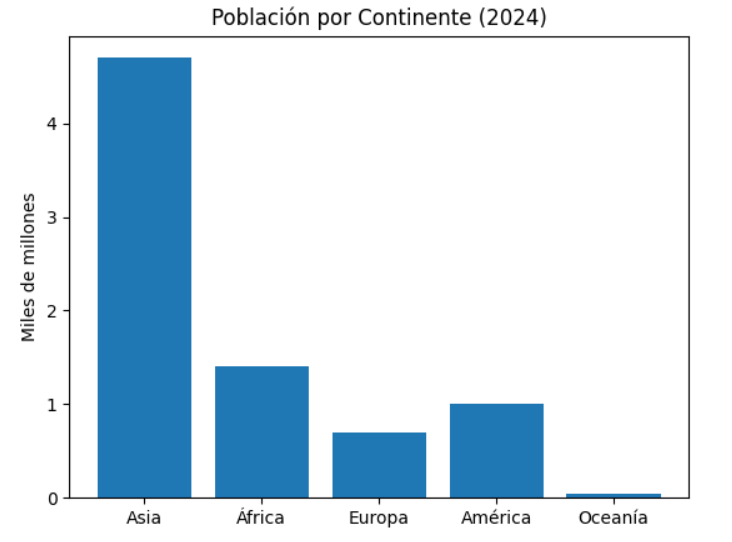 Población por Continente (2024)
Miles de millones
4
3
2
1
0
Asia
África
Europa
América
Oceanía